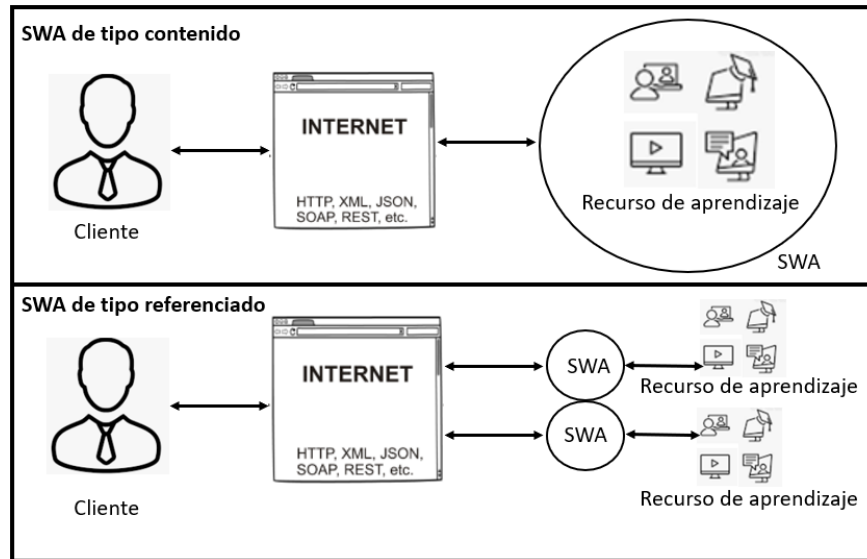 SWA de tipo contenido
INTERNET
HTTP, XML, JSON,
SOAP, REST, etc.
Cliente
Recurso de aprendizaje
SWA
SWA de tipo referenciado
INTERNET
HTTP, XML, JSON,
SOAP, REST, etc.
Cliente
SWA
Recurso de aprendizaje
SWA
Recurso de aprendizaje